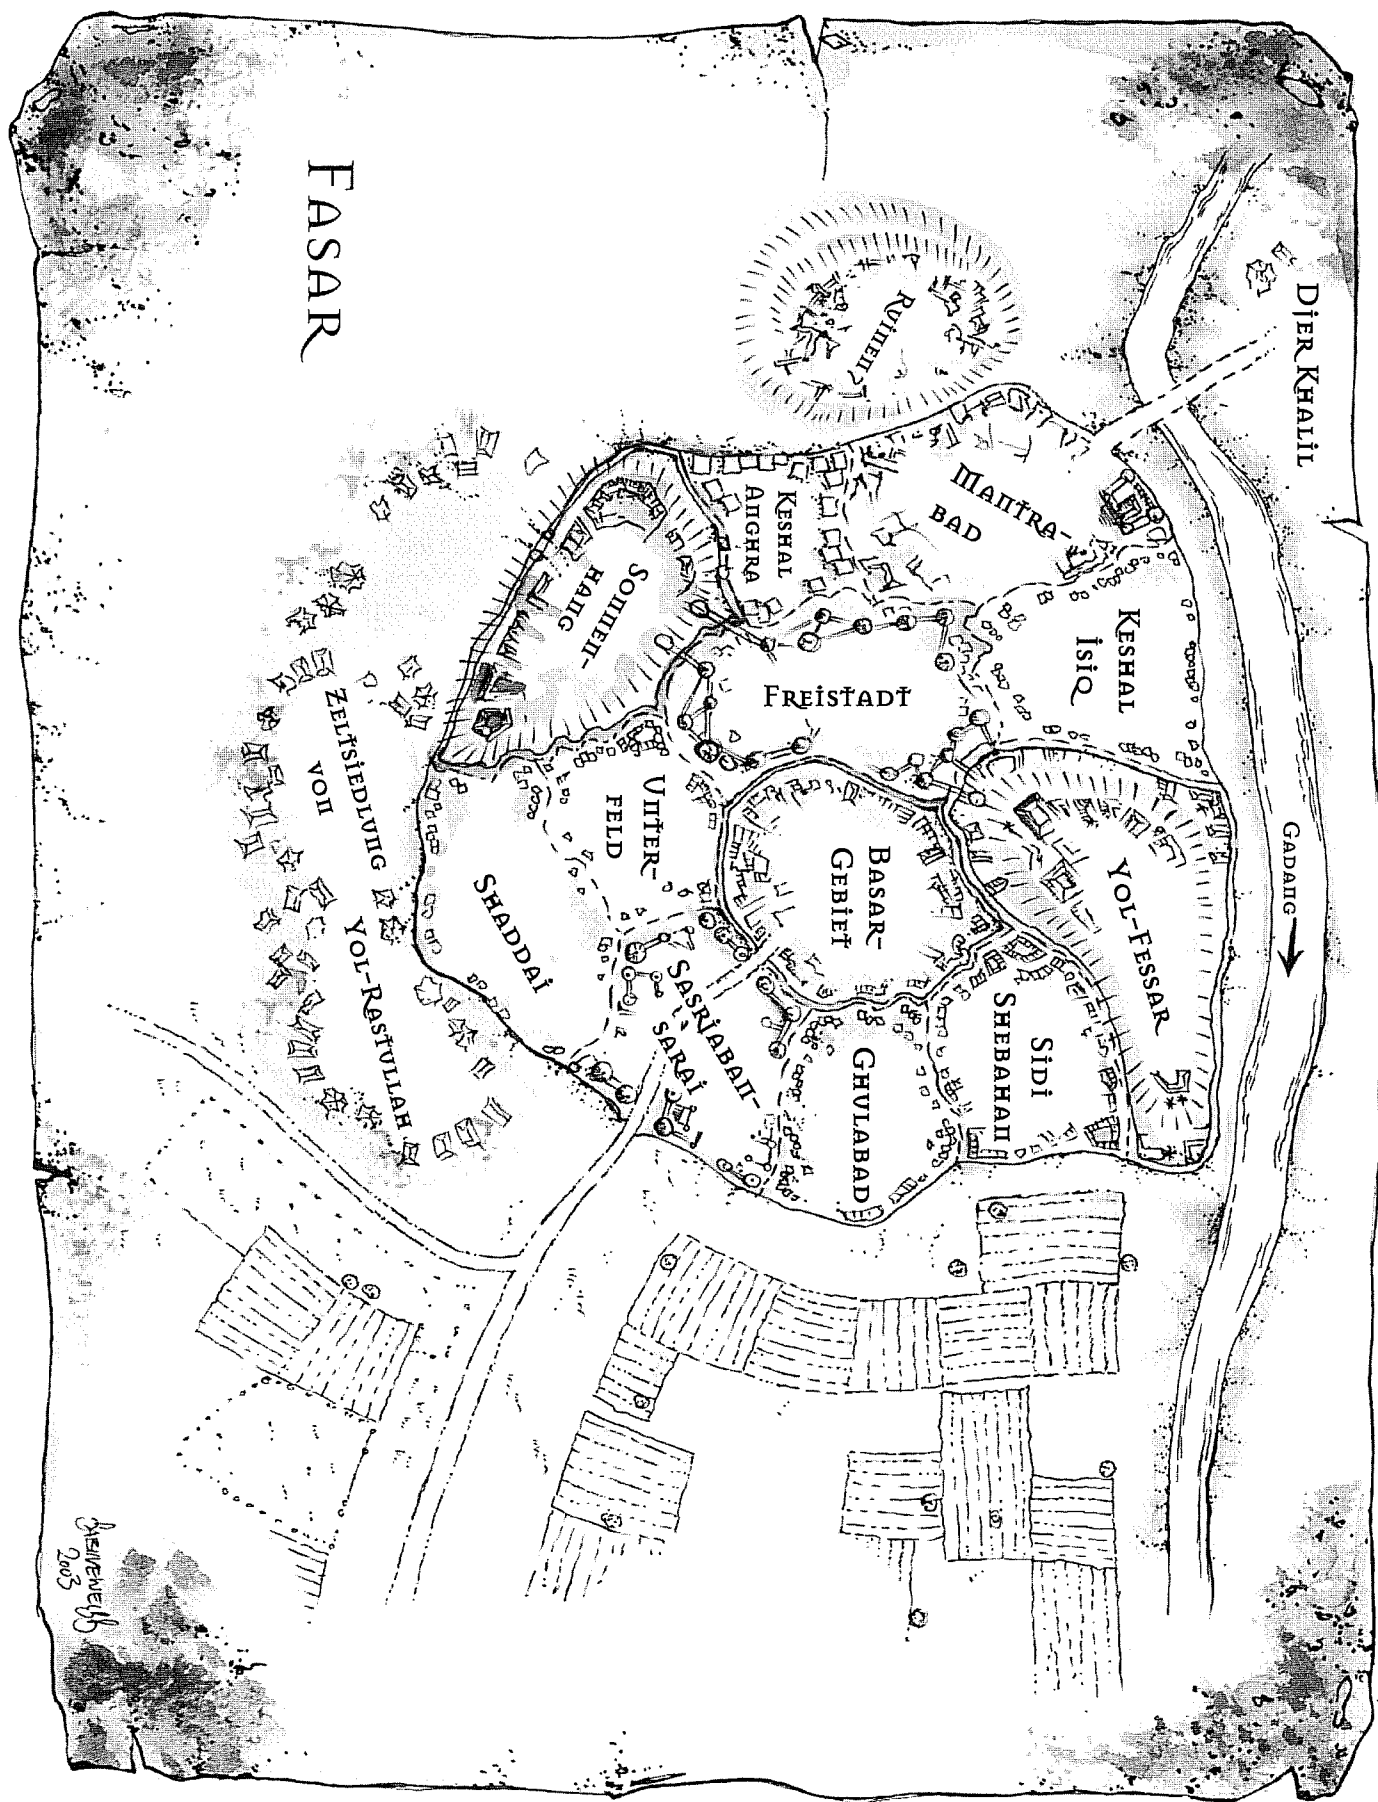 DJER KHALIL
GADANG
YOL-FESSAR
KESHAL
ISIQ
MANTRA-
BAD
SIDI
SHEBAHAN
RUINEN
BASAR-
GEBIET
GHULABAD
FREISTADT
KESHAL
ANGHRA
SASRIABAN-
SARAI
UNTER-
FELD
SONNEN-
HANG
SHADDAI
FASAR
ZELTSIEDLUNG
VON
YOL-RASTULLAH
2003